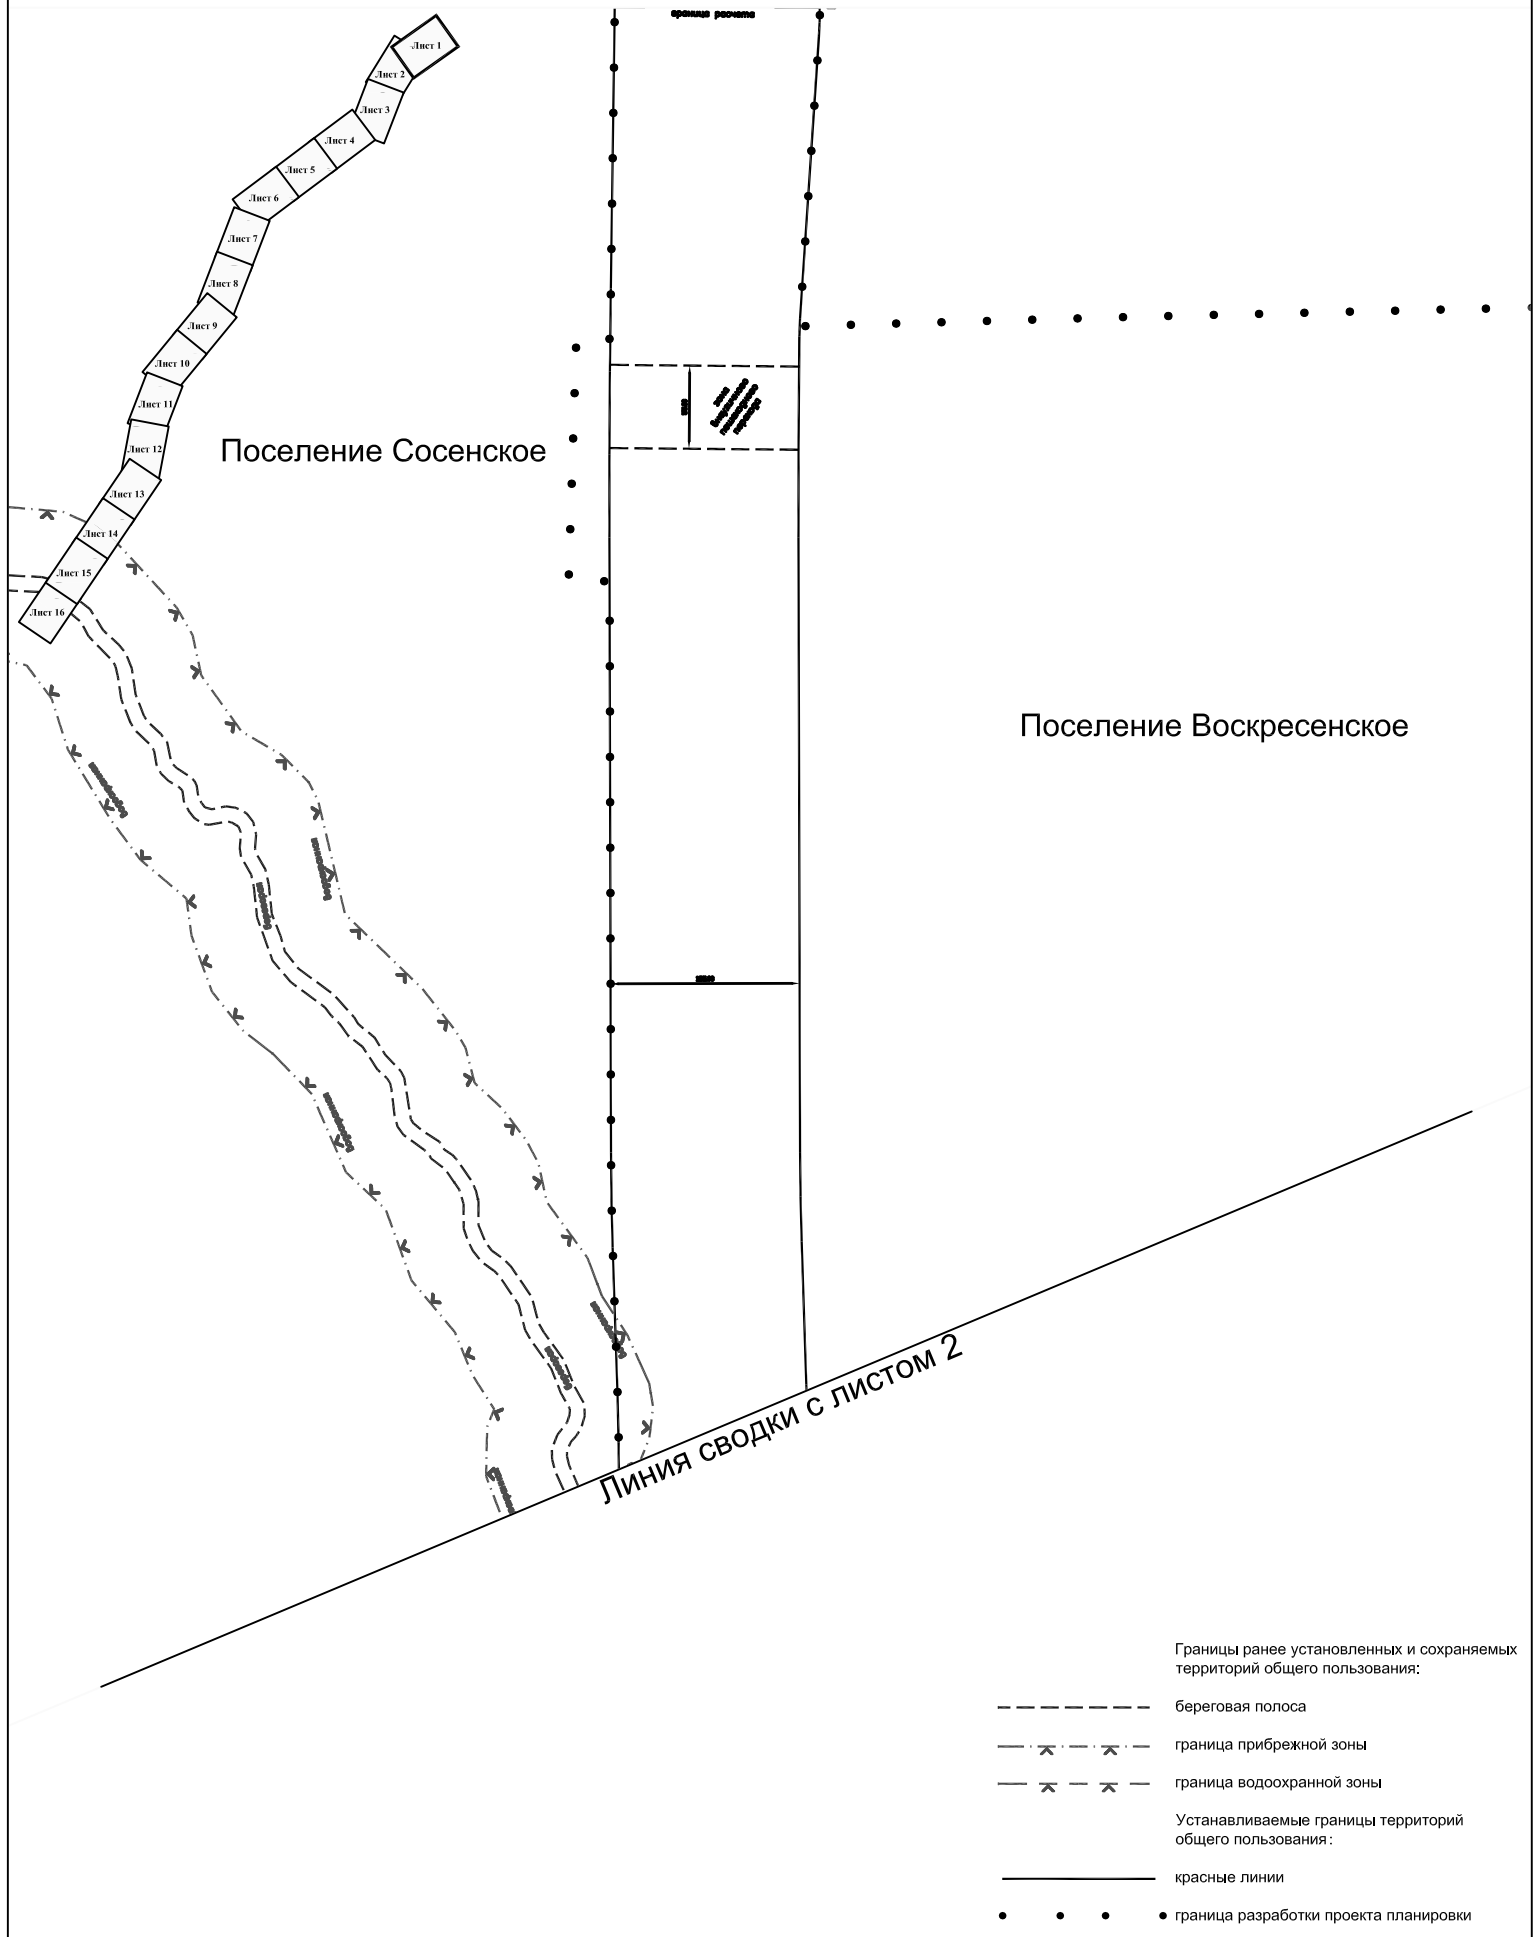 граница расчета
Лист 1
Лист 2
Лист 3
Лист 4
Лист 5
Лист 6
Лист 7
Лист 8
Лист 9
Лист 10
Лист 11
Лист 12
Лист 13
Лист 14
Лист 15
Лист 16
Поселение Сосенское
Поселение Воскресенское
Линия сводки с листом 2
Границы ранее установленных и сохраняемых
территорий общего пользования:
береговая полоса
граница прибрежной зоны
граница водоохранной зоны
Устанавливаемые границы территорий
общего пользования:
красные линии
граница разработки проекта планировки